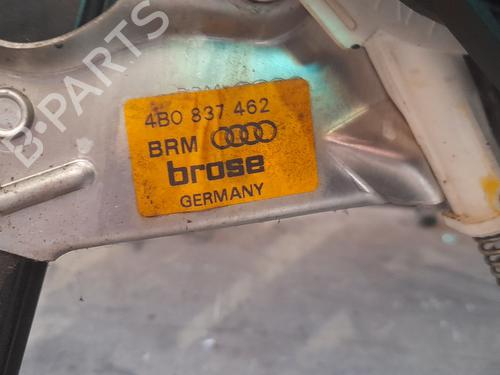 B-PARTS
4B0 837 462
BRM
brose
GERMANY